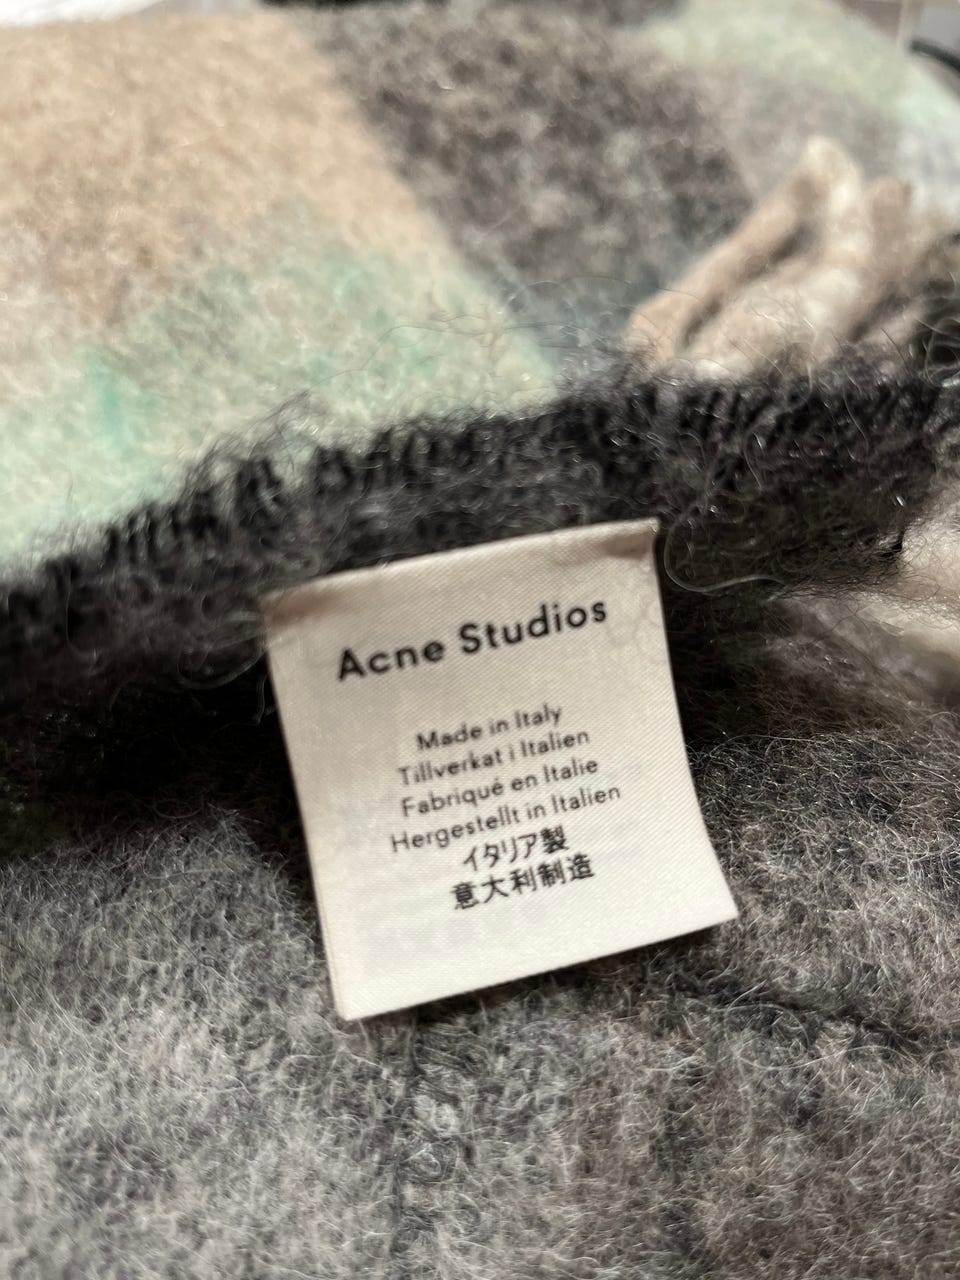 Acne Studios
Made in Italy
Tillverkat i Italien
Fabriqué en Italie
Hergestellt in Italien
イタリア製
意大利制造